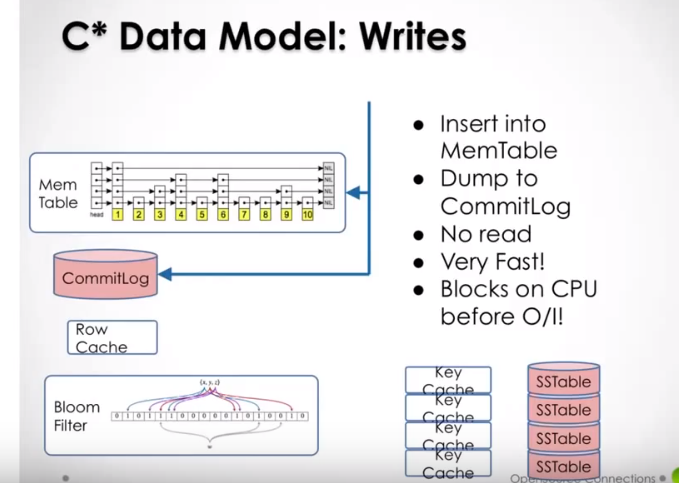 C* Data Model: Writes
● Insert into
MemTable
● Dump to
CommitLog
● No read
● Very Fast!
● Blocks on CPU
before O/I!
Mem
Table
NIL
NIL
NIL
NIL
head 1 2 3 4 5 6 7 8 9 10
CommitLog
Row
Cache
Bloom
Filter
{x, y, z}
0 1 0 1 1 1 0 0 0 0 0 1 0 1 0 0 1 0
w
Key
Cache
Key
Cache
Key
Cache
Key
Cache
SSTable
SSTable
SSTable
SSTable